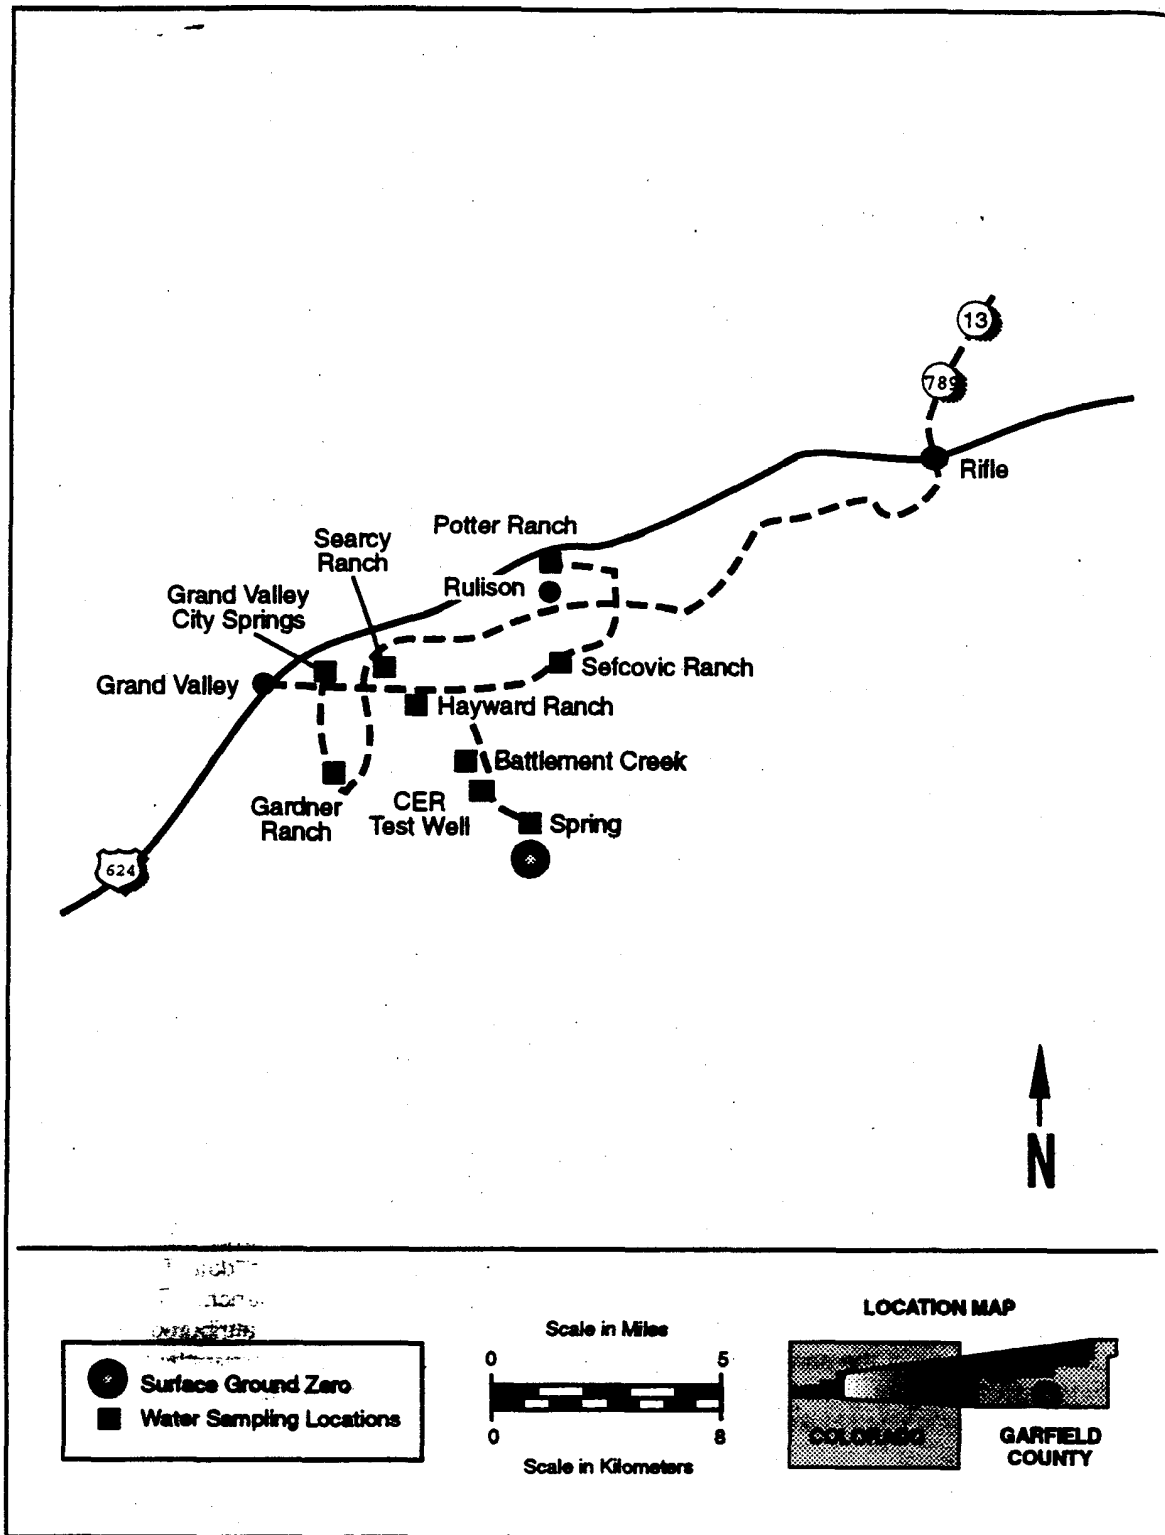 13
789
Rifle
Potter Ranch
Searcy
Ranch
Rulison
Grand Valley
City Springs
Sefcovic Ranch
Grand Valley
Hayward Ranch
Battlement Creek
Gardner
Ranch
CER
Test Well
Spring
624
N
LOCATION MAP
Scale in Miles
0 5
Surface Ground Zero
Water Sampling Locations
0 8
Scale in Kilometers
COLORADO
GARFIELD
COUNTY